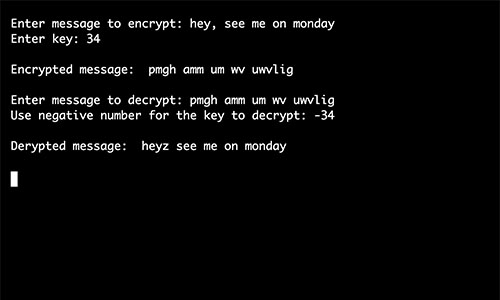 Enter message to encrypt: hey, see me on monday
Enter key: 34
Encrypted message:  pmgh amm um wv uwvlig
Enter message to decrypt: pmgh amm um wv uwvlig
Use negative number for the key to decrypt: -34
Derypted message:  heyz see me on monday